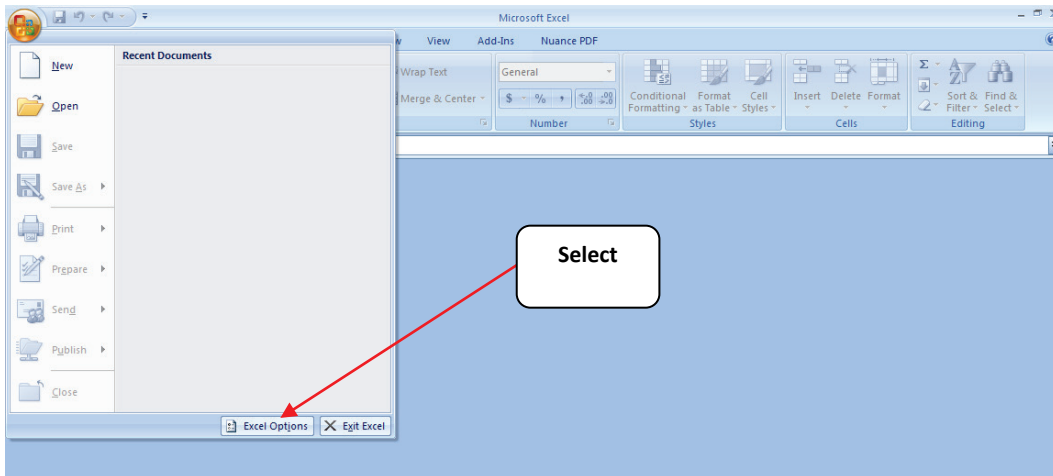 Microsoft Excel
View Add-Ins Nuance PDF
Recent Documents
New
Open
Save
Save As
Print
Prepare
Send
Publish
Close
Excel Options Exit Excel
Wrap Text
Merge & Center
General
$ % ,
Number
Conditional Formatting
Format as Table
Cell Styles
Styles
Insert Delete Format
Cells
Σ
Sort & Filter
Find & Select
Editing
Select